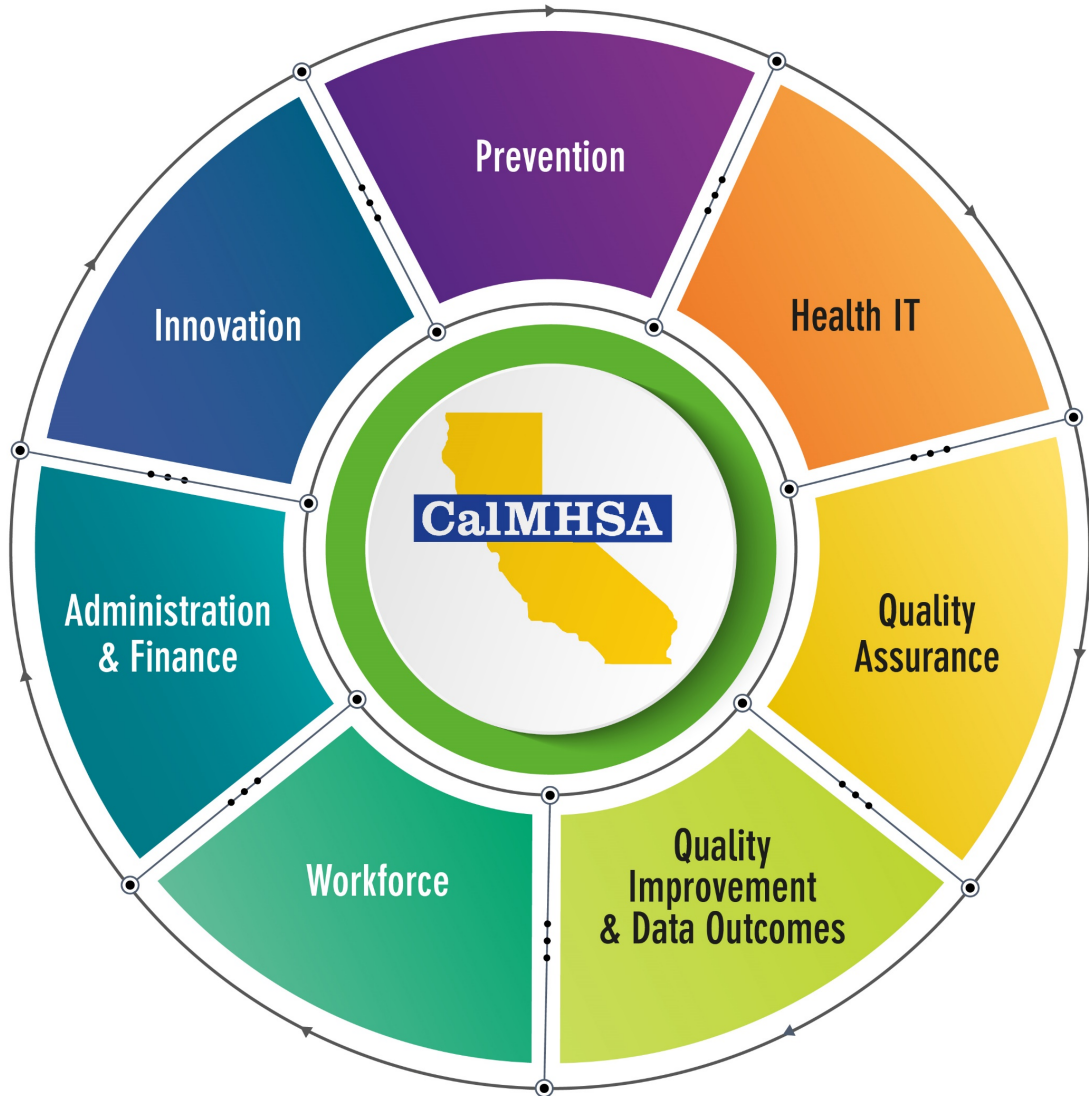 Prevention
Health IT
Quality
Assurance
Quality
Improvement
& Data Outcomes
Workforce
Administration
& Finance
Innovation
CalMHSA